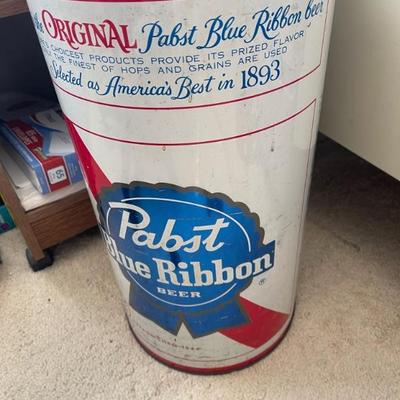 ORIGINAL Pabst Blue Ribbon beer
CHOICEST PRODUCTS PROVIDE ITS PRIZED FLAVOR
THE FINEST OF HOPS AND GRAINS ARE USED
Selected as America's Best in 1893
Pabst
Blue Ribbon
BEER
®
65